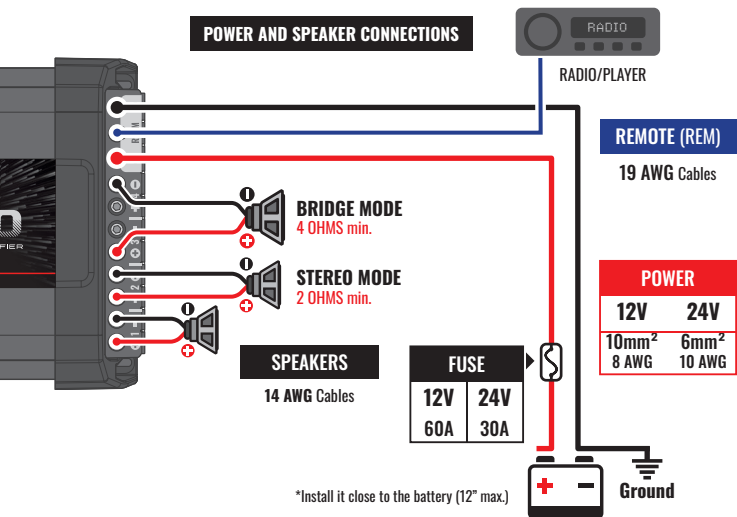 POWER AND SPEAKER CONNECTIONS
RADIO
RADIO/PLAYER
REMOTE (REM)
19 AWG Cables
BRIDGE MODE
4 OHMS min.
STEREO MODE
2 OHMS min.
SPEAKERS
14 AWG Cables
FUSE
12V 24V
60A 30A
POWER
12V 24V
10mm² 6mm²
8 AWG 10 AWG
*Install it close to the battery (12” max.)
+ −
Ground